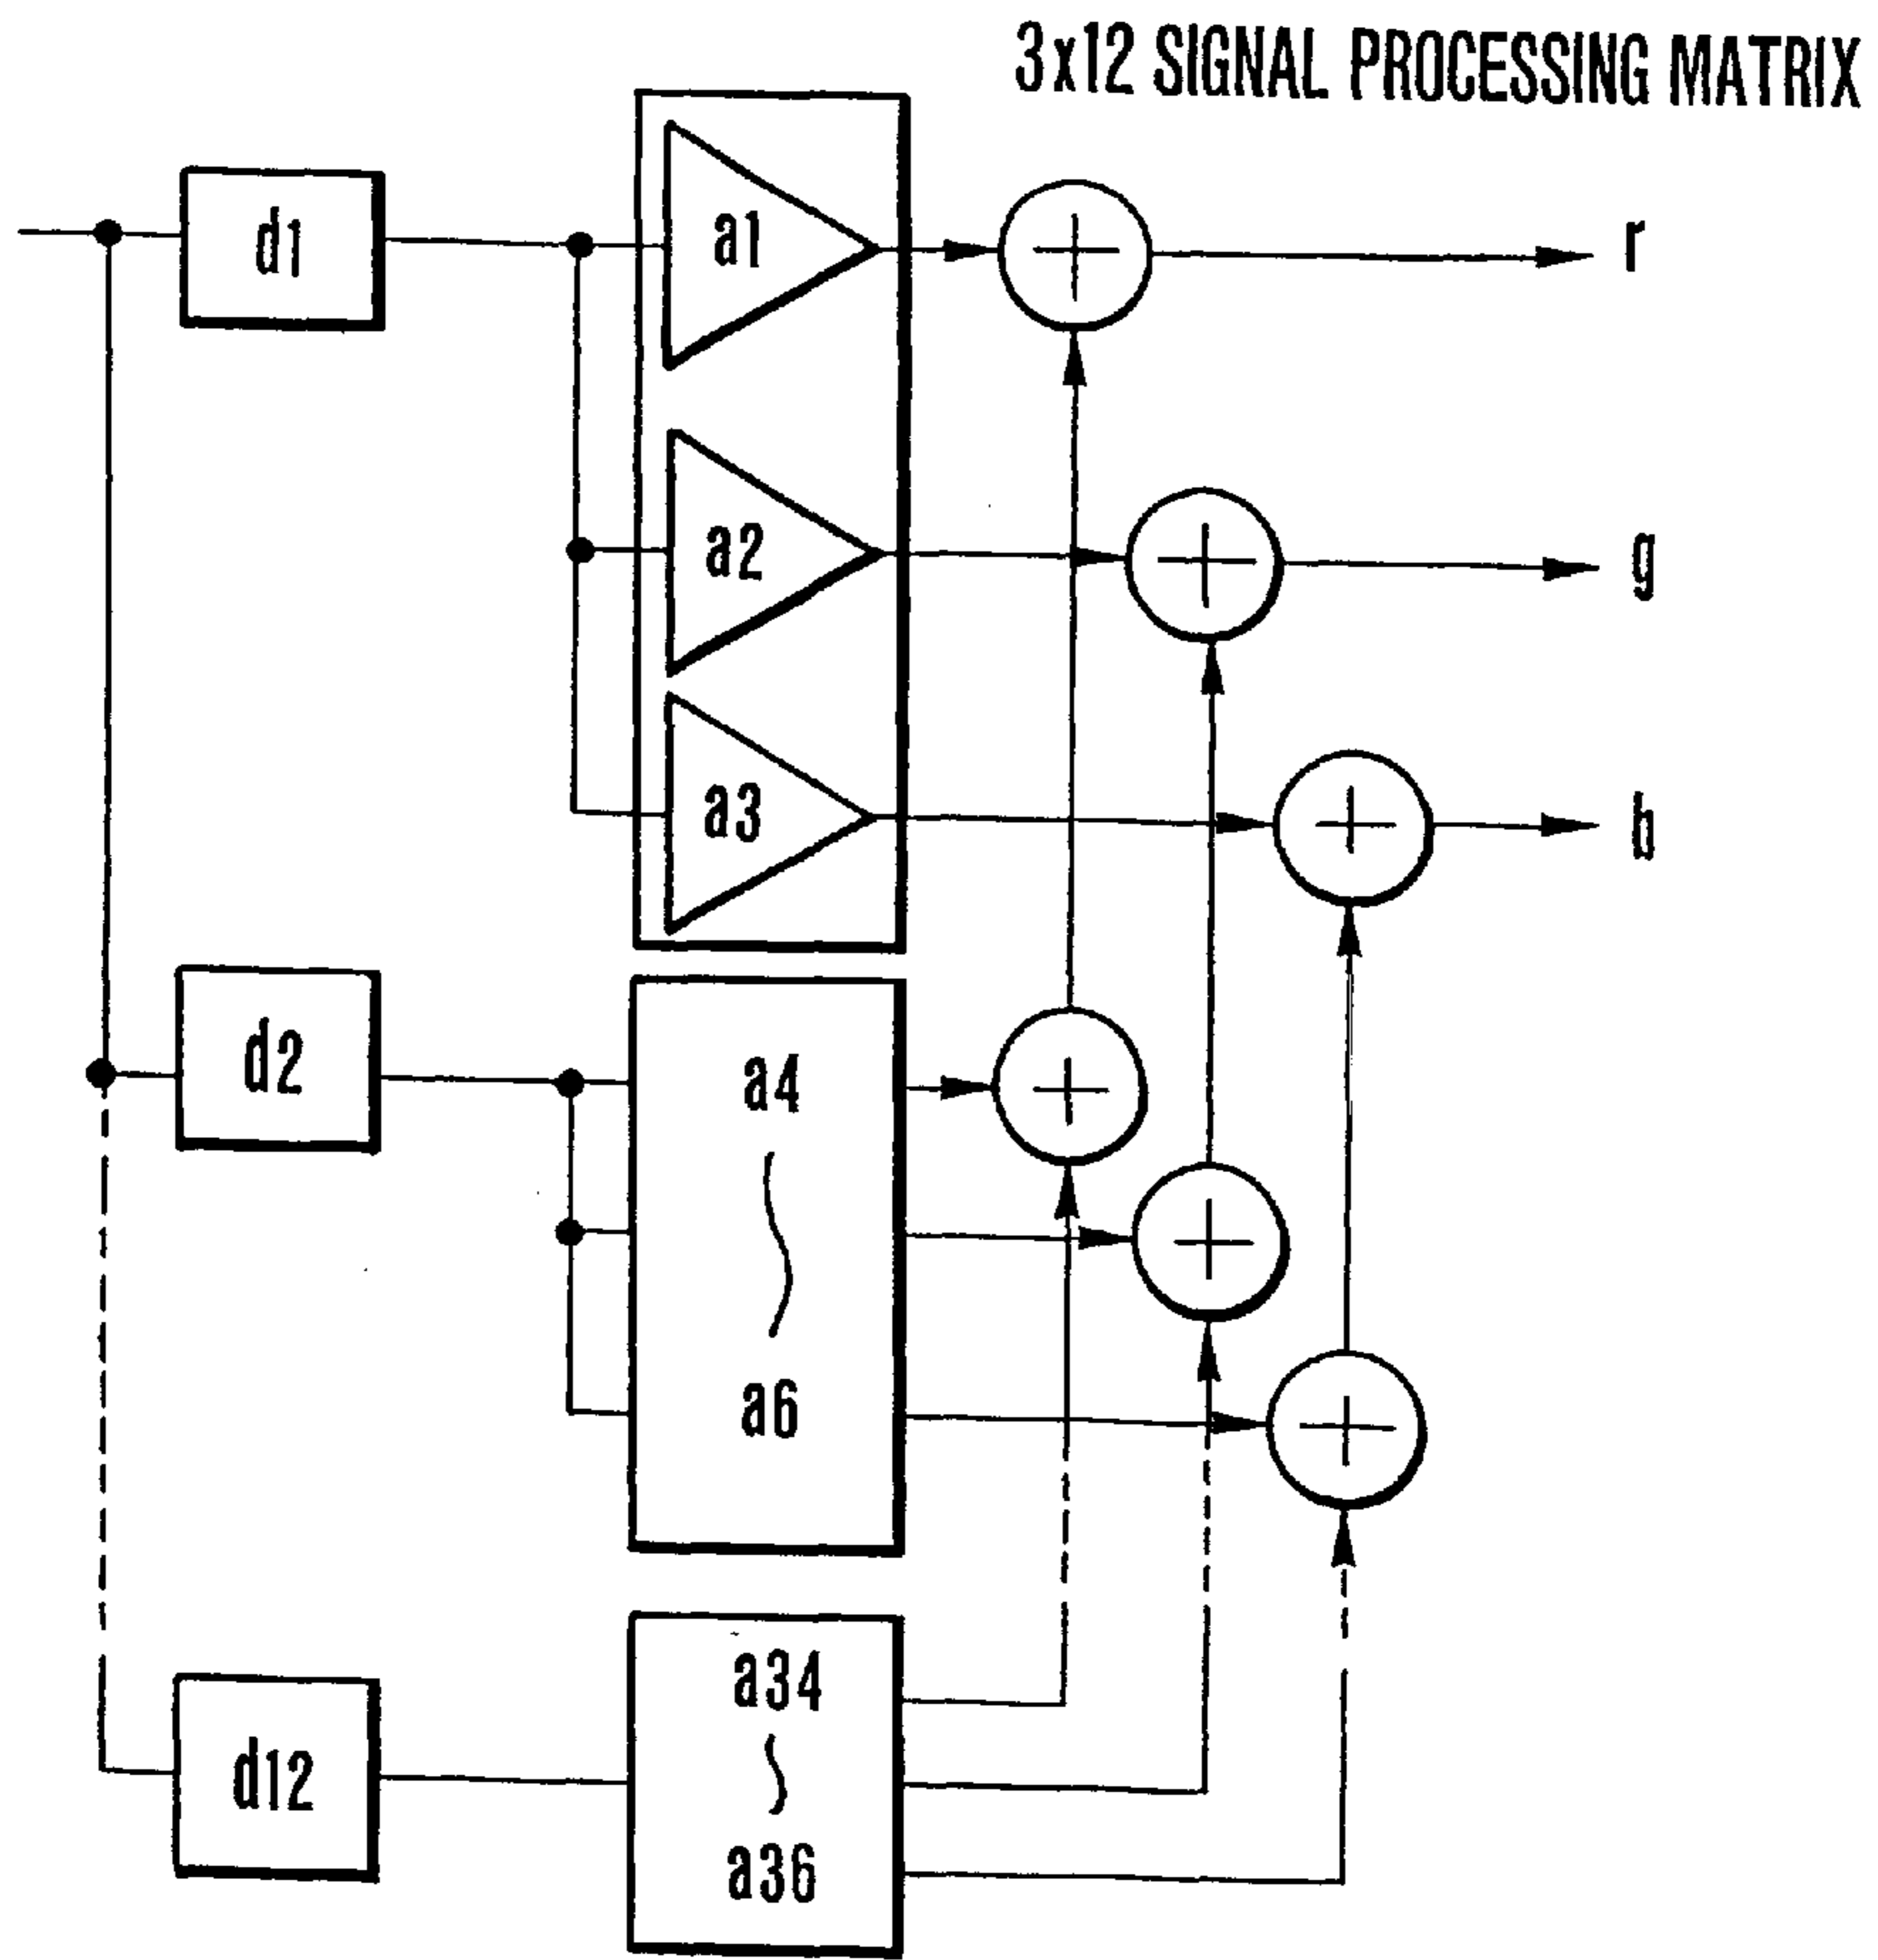 3x12 SIGNAL PROCESSING MATRIX
d1
a1
r
a2
g
a3
b
d2
a4
a6
a34
d12
a36